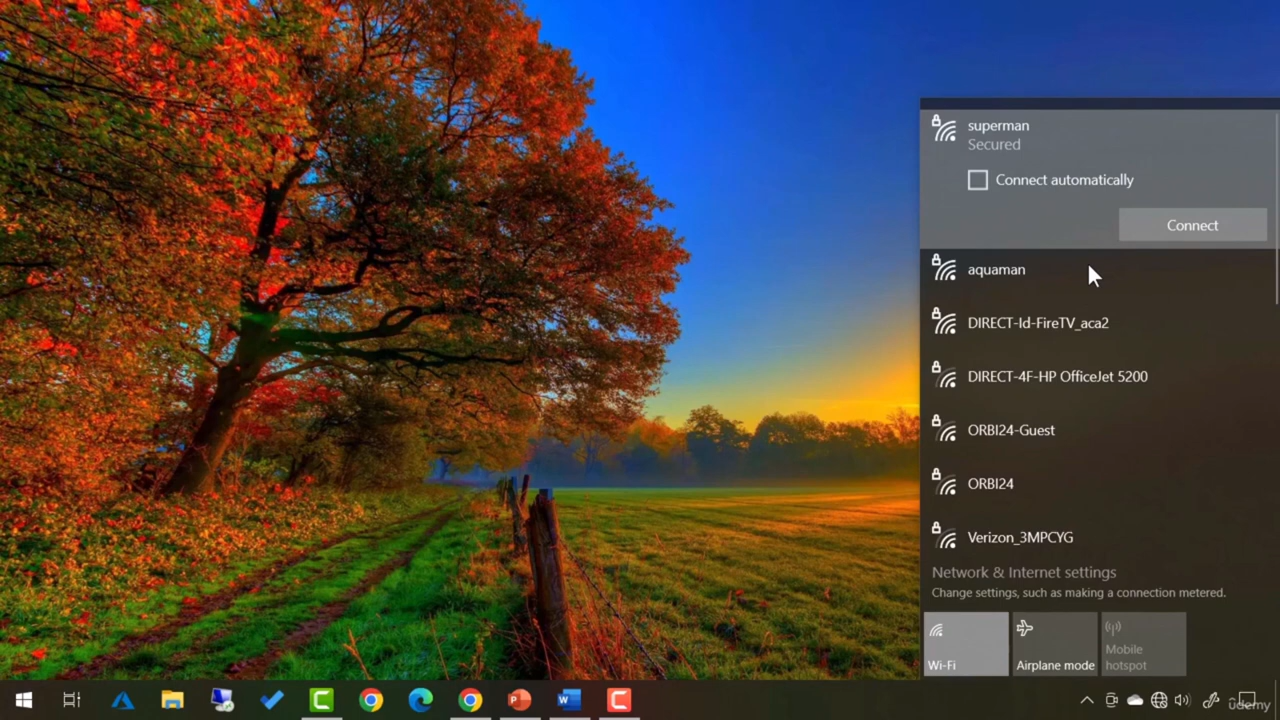 superman
Secured
Connect automatically
Connect
aquaman
DIRECT-Id-FireTV_aca2
DIRECT-4F-HP OfficeJet 5200
ORBI24-Guest
ORBI24
Verizon_3MPCYG
Network & Internet settings
Change settings, such as making a connection metered.
Wi-Fi
Airplane mode
Mobile
hotspot
udemy